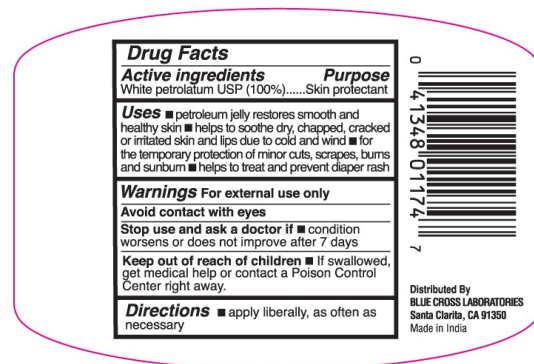 Drug Facts
Active ingredients Purpose
White petrolatum USP (100%)......Skin protectant
Uses ■ petroleum jelly restores smooth and
healthy skin ■ helps to soothe dry, chapped, cracked
or irritated skin and lips due to cold and wind ■ for
the temporary protection of minor cuts, scrapes, burns
and sunburn ■ helps to treat and prevent diaper rash
Warnings For external use only
Avoid contact with eyes
Stop use and ask a doctor if ■ condition
worsens or does not improve after 7 days
Keep out of reach of children ■ If swallowed,
get medical help or contact a Poison Control
Center right away.
Directions ■ apply liberally, as often as
necessary
0 41348 01174 7
Distributed By
BLUE CROSS LABORATORIES
Santa Clarita, CA 91350
Made in India